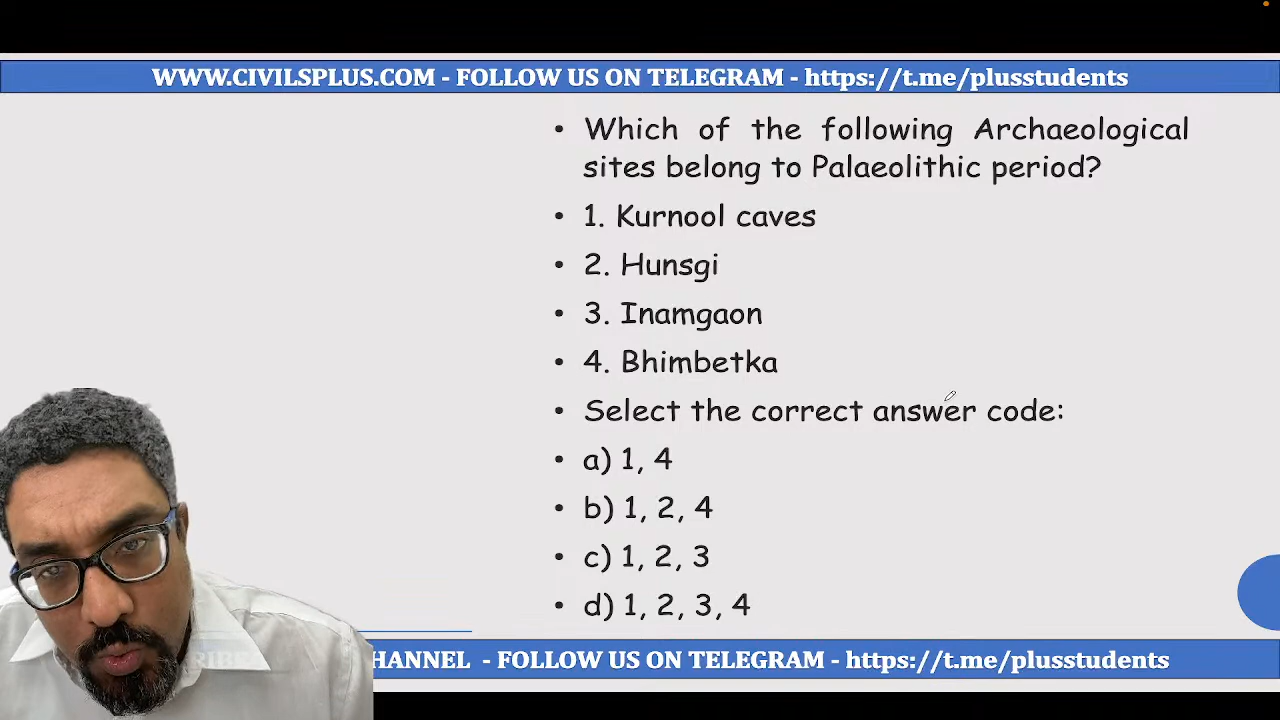 WWW.CIVILSPLUS.COM - FOLLOW US ON TELEGRAM - https://t.me/plusstudents
• Which of the following Archaeological
sites belong to Palaeolithic period?
• 1. Kurnool caves
• 2. Hunsgi
• 3. Inamgaon
• 4. Bhimbetka
• Select the correct answer code:
• a) 1, 4
• b) 1, 2, 4
• c) 1, 2, 3
• d) 1, 2, 3, 4
HANNEL - FOLLOW US ON TELEGRAM - https://t.me/plusstudents